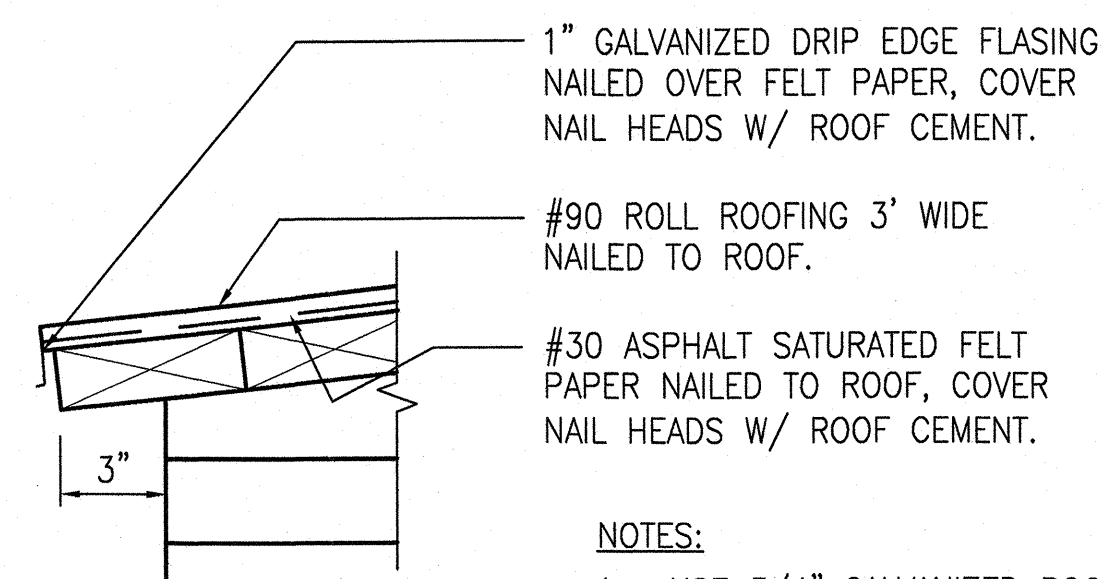 1" GALVANIZED DRIP EDGE FLASING
NAILED OVER FELT PAPER, COVER
NAIL HEADS W/ ROOF CEMENT.
#90 ROLL ROOFING 3' WIDE
NAILED TO ROOF.
#30 ASPHALT SATURATED FELT
PAPER NAILED TO ROOF, COVER
NAIL HEADS W/ ROOF CEMENT.
3"
NOTES: